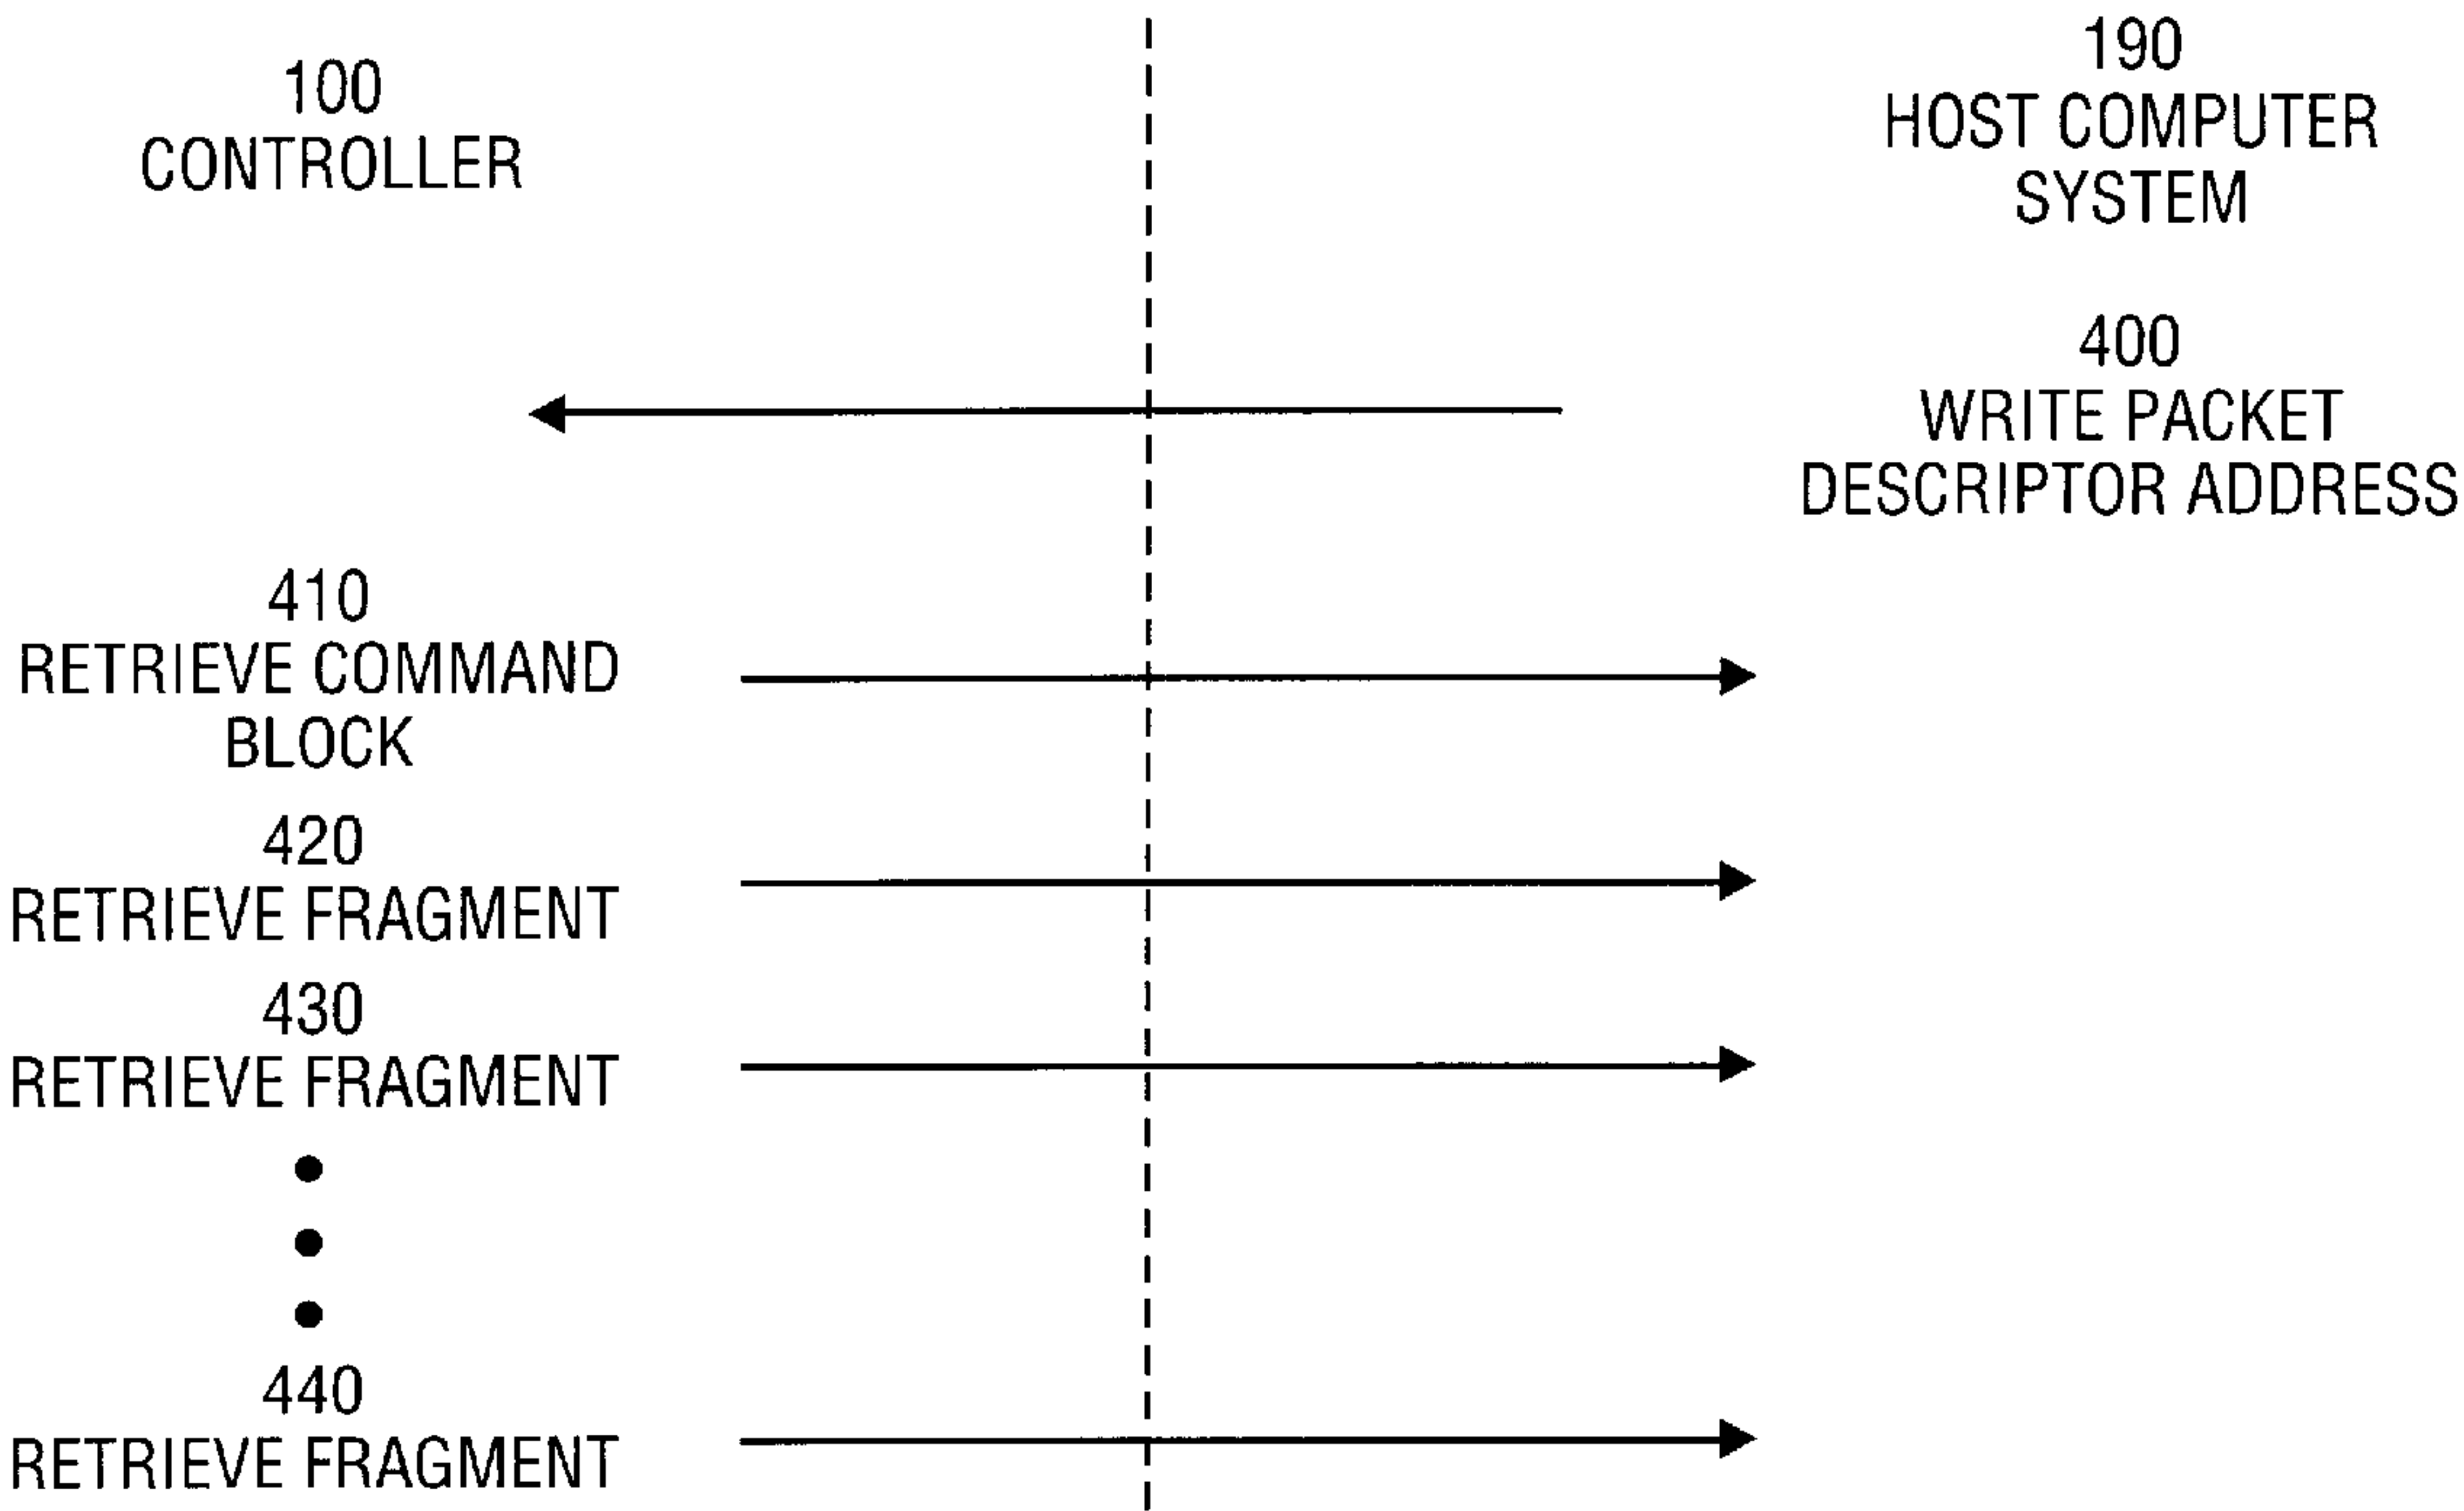 100
CONTROLLER
190
HOST COMPUTER
SYSTEM
400
WRITE PACKET
DESCRIPTOR ADDRESS
410
RETRIEVE COMMAND
BLOCK
420
RETRIEVE FRAGMENT
430
RETRIEVE FRAGMENT
440
RETRIEVE FRAGMENT